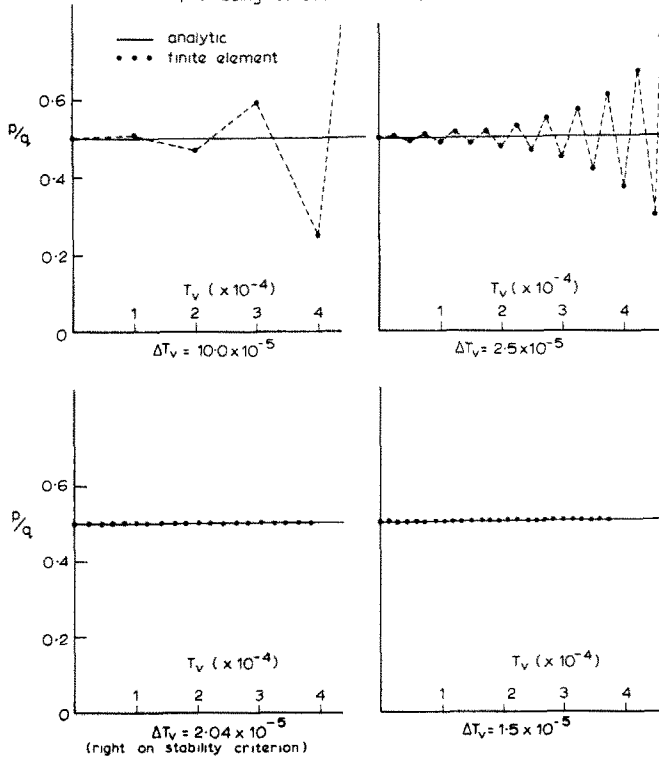 analytic
finite element
p/q
0·6
0·4
0·2
0
T_v (×10⁻⁴)
1 2 3 4
ΔT_v = 10·0×10⁻⁵
T_v (×10⁻⁴)
1 2 3 4
ΔT_v = 2·5×10⁻⁵
p/q
0·6
0·4
0·2
0
T_v (×10⁻⁴)
1 2 3 4
ΔT_v = 2·04×10⁻⁵
(right on stability criterion)
T_v (×10⁻⁴)
1 2 3 4
ΔT_v = 1·5×10⁻⁵